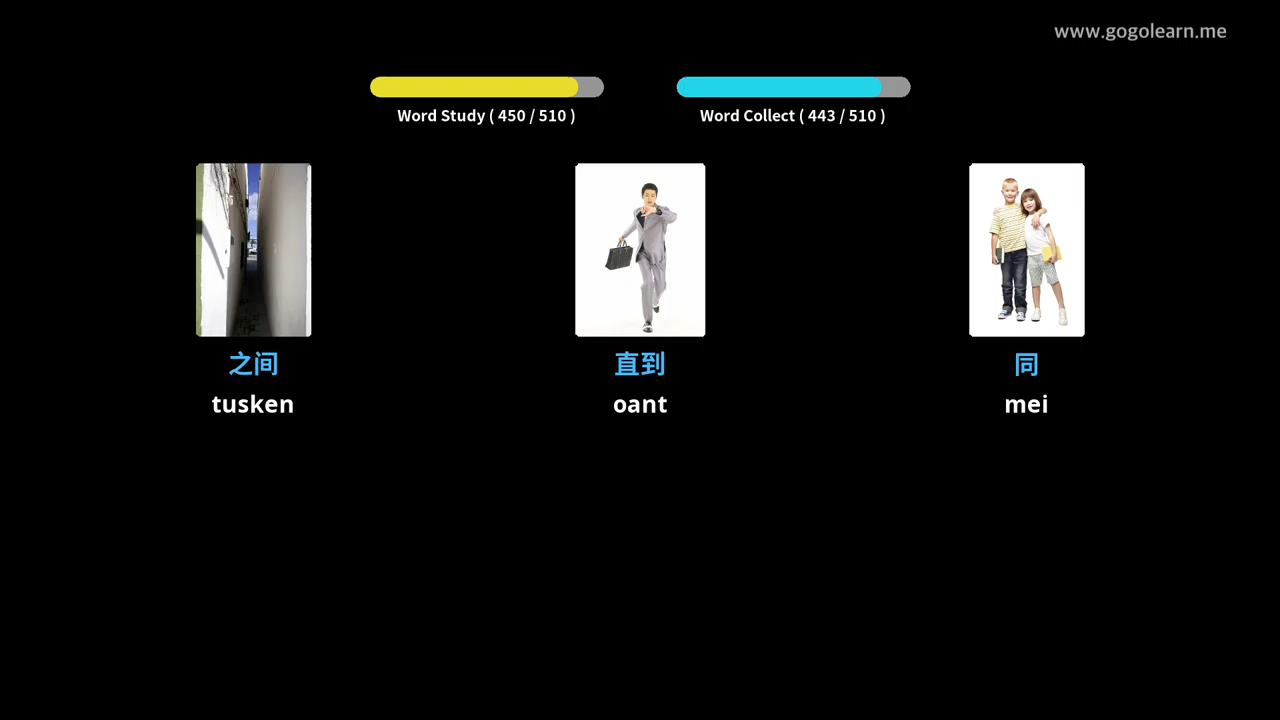 www.gogolearn.me
Word Study ( 450 / 510 )
Word Collect ( 443 / 510 )
之间
直到
同
tusken
oant
mei